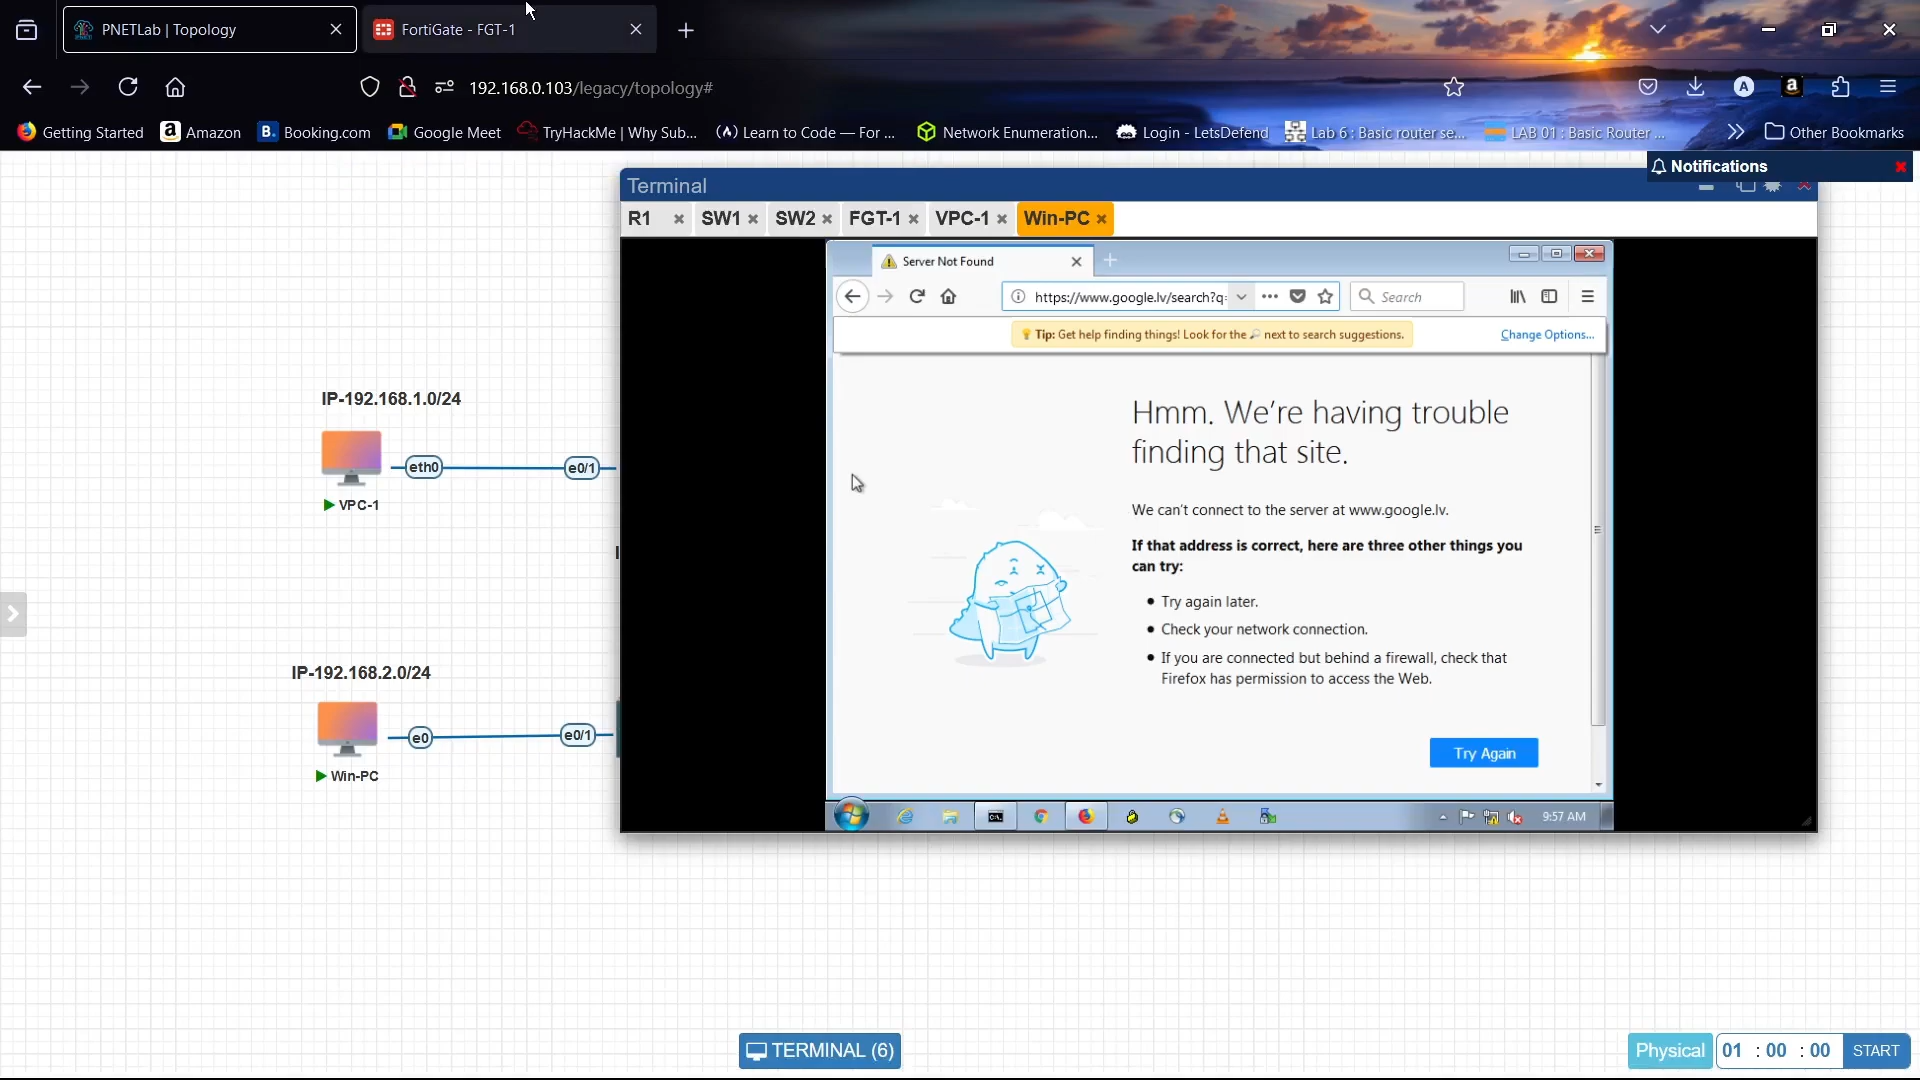 PNETLab | Topology
FortiGate - FGT-1
192.168.0.103/legacy/topology#
A
a
Getting Started
a
Amazon
B.
Booking.com
Google Meet
TryHackMe | Why Sub...
Learn to Code — For ...
Network Enumeration...
Login - LetsDefend
Lab 6 : Basic router se...
LAB 01 : Basic Router ...
Other Bookmarks
Notifications
Terminal
R1
SW1
SW2
FGT-1
VPC-1
Win-PC
Server Not Found
https://www.google.lv/search?q=
Search
Tip: Get help finding things! Look for the 🔎 next to search suggestions.
Change Options...
Hmm. We're having trouble
finding that site.
We can't connect to the server at www.google.lv.
If that address is correct, here are three other things you
can try:
• Try again later.
• Check your network connection.
• If you are connected but behind a firewall, check that
Firefox has permission to access the Web.
Try Again
9:57 AM
IP-192.168.1.0/24
eth0
e0/1
VPC-1
IP-192.168.2.0/24
e0
e0/1
Win-PC
TERMINAL (6)
Physical
01 : 00 : 00
START